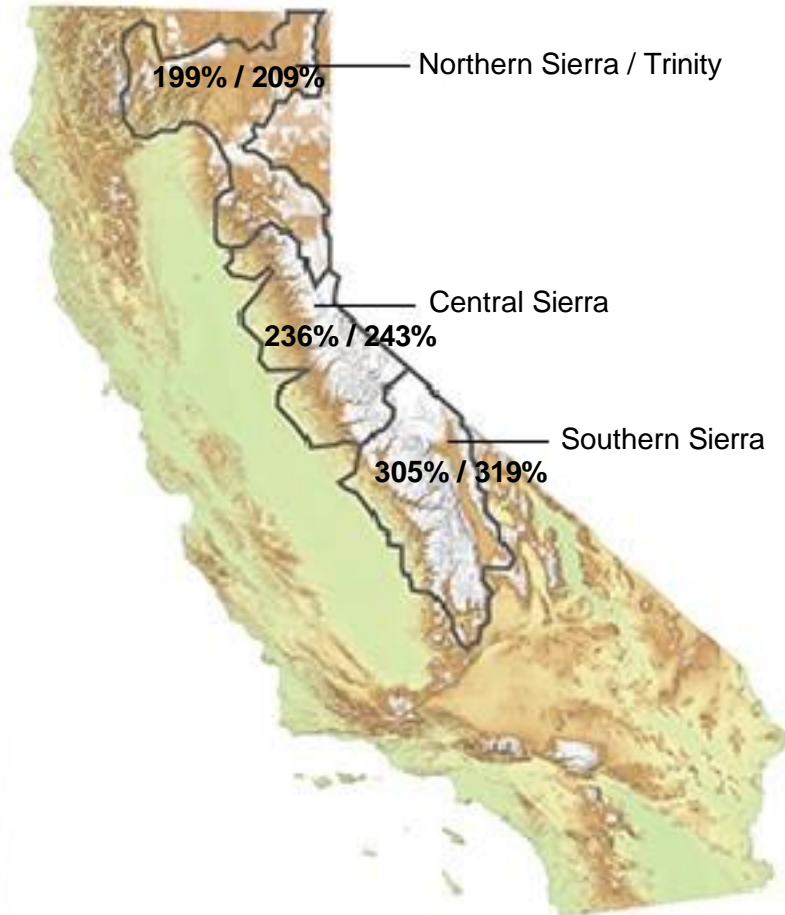 Northern Sierra / Trinity
199% / 209%
Central Sierra
236% / 243%
Southern Sierra
305% / 319%